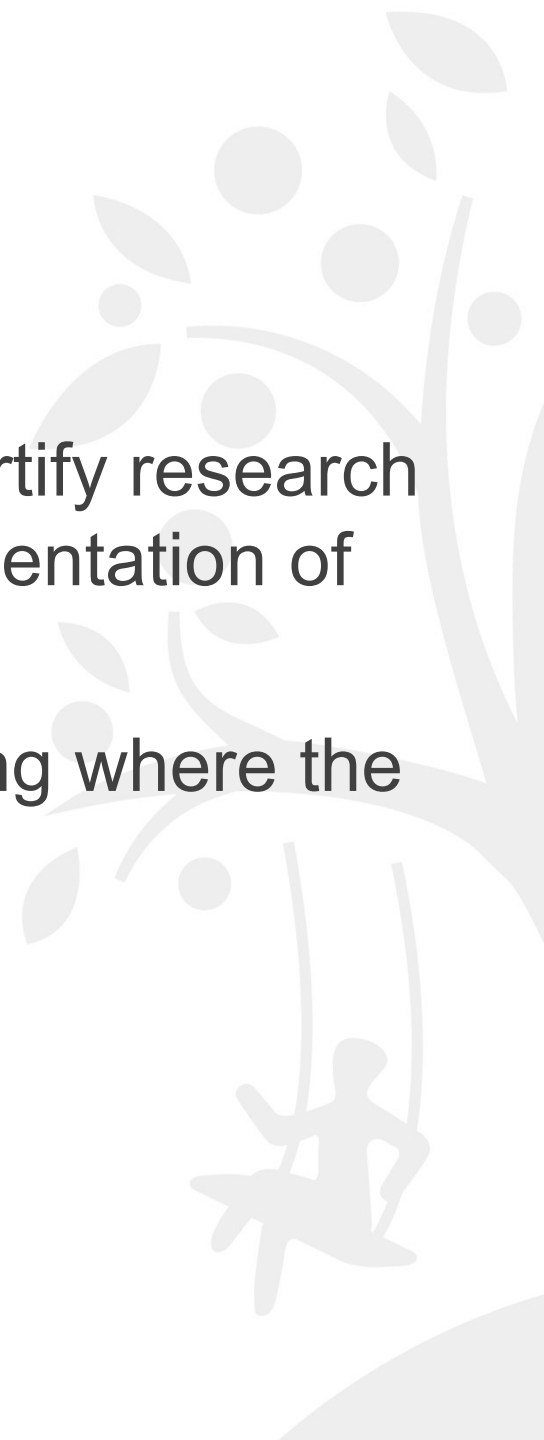 rtify research
entation of
ng where the